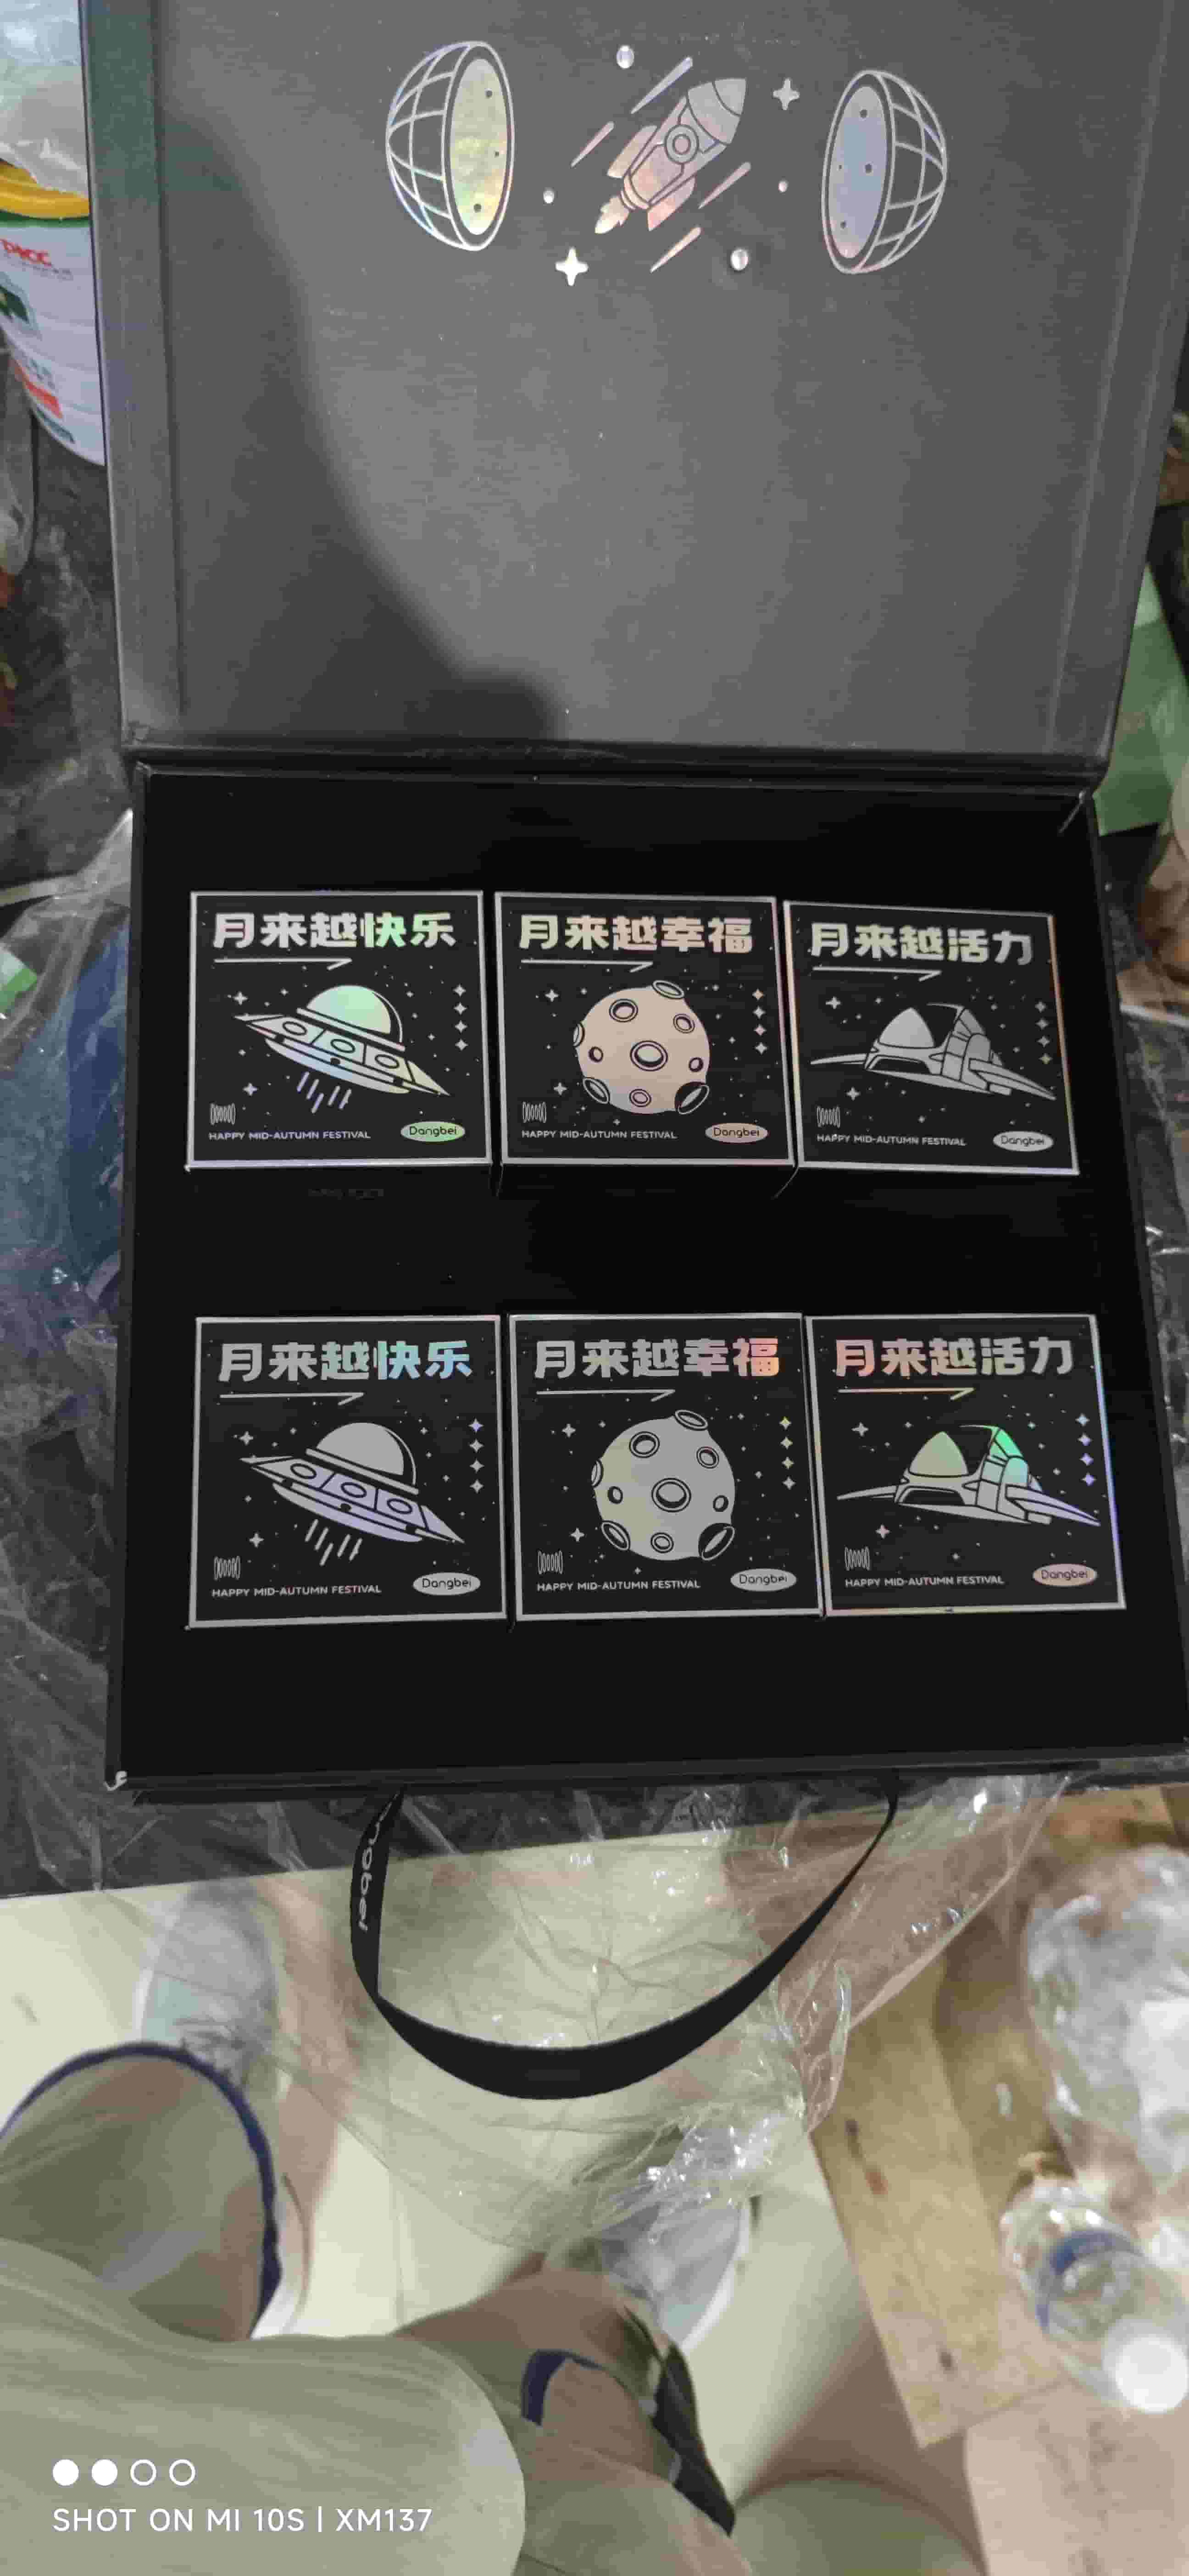 月来越快乐
HAPPY MID-AUTUMN FESTIVAL
Dangbei
月来越幸福
HAPPY MID-AUTUMN FESTIVAL
Dangbei
月来越活力
HAPPY MID-AUTUMN FESTIVAL
Dangbei
月来越快乐
HAPPY MID-AUTUMN FESTIVAL
Dangbei
月来越幸福
HAPPY MID-AUTUMN FESTIVAL
Dangbei
月来越活力
HAPPY MID-AUTUMN FESTIVAL
Dangbei
SHOT ON MI 10S | XM137